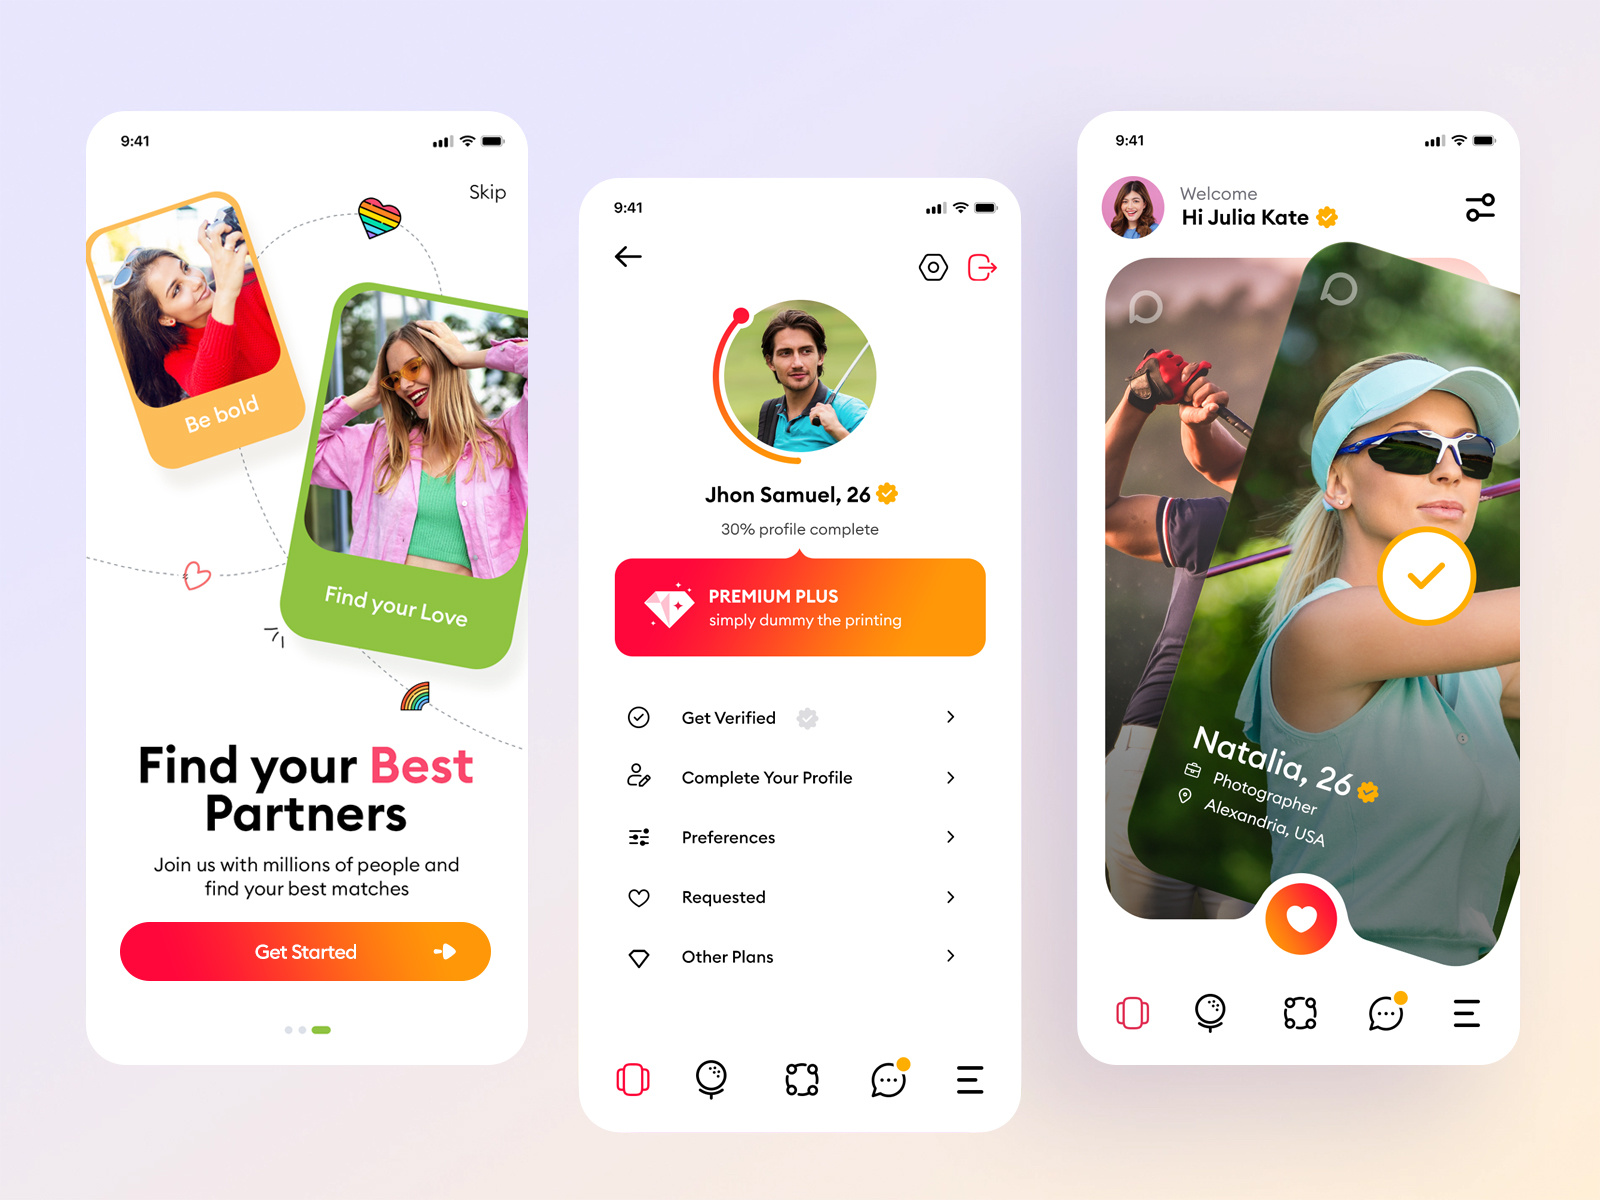 9:41
Skip
Be bold
Find your Love
Find your Best
Partners
Join us with millions of people and
find your best matches
Get Started
9:41
Jhon Samuel, 26
30% profile complete
PREMIUM PLUS
simply dummy the printing
Get Verified
Complete Your Profile
Preferences
Requested
Other Plans
9:41
Welcome
Hi Julia Kate
Natalia, 26
Photographer
Alexandria, USA